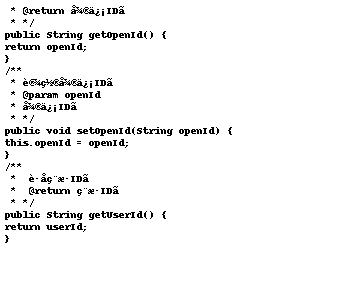 * @return å¾®ä¿¡IDã
* */
public String getOpenId() {
return openId;
}
/**
* è®¾ç½®å¾®ä¿¡IDã
* @param openId
* å¾®ä¿¡IDã
* */
public void setOpenId(String openId) {
this.openId = openId;
}
/**
* è·åç¨æ·IDã
* @return ç¨æ·IDã
* */
public String getUserId() {
return userId;
}